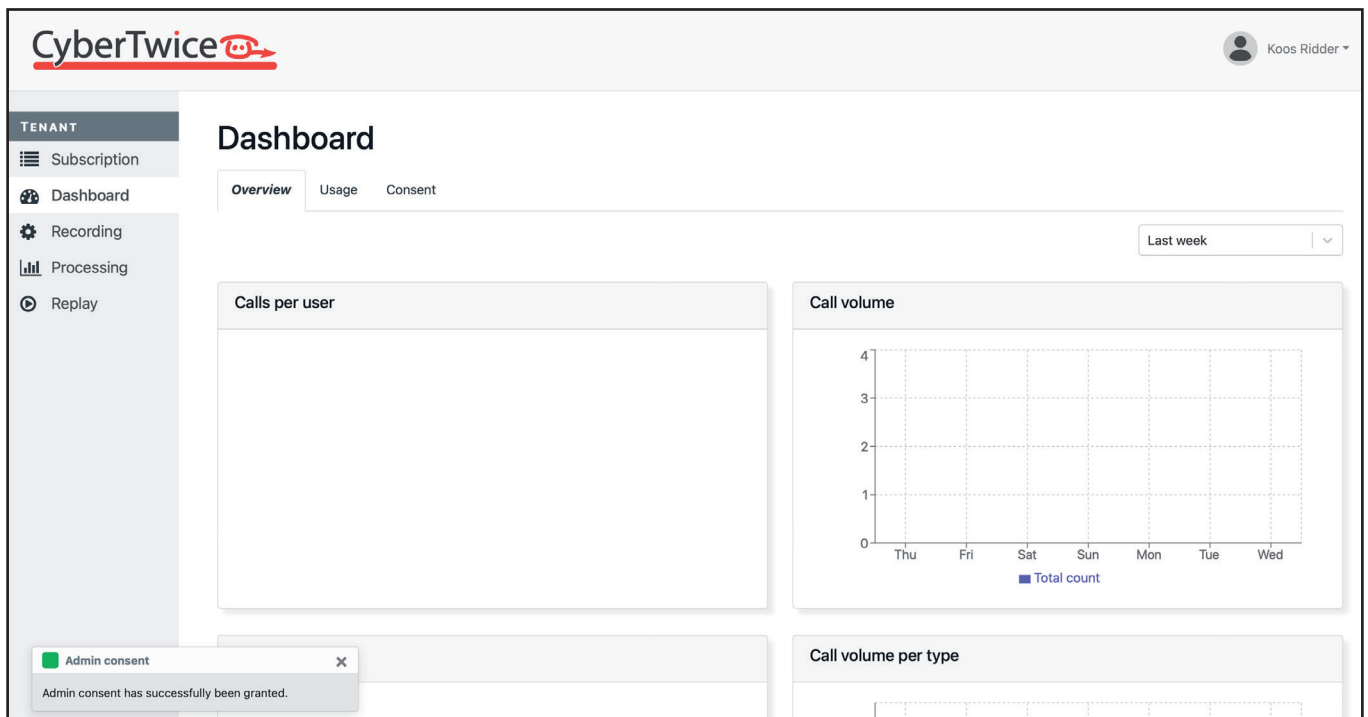 CyberTwice
Koos Ridder
TENANT
Subscription
Dashboard
Recording
Processing
Replay
Dashboard
Overview Usage Consent
Last week
Calls per user
Call volume
4
3
2
1
0
Thu Fri Sat Sun Mon Tue Wed
Total count
Call volume per type
Admin consent
Admin consent has successfully been granted.